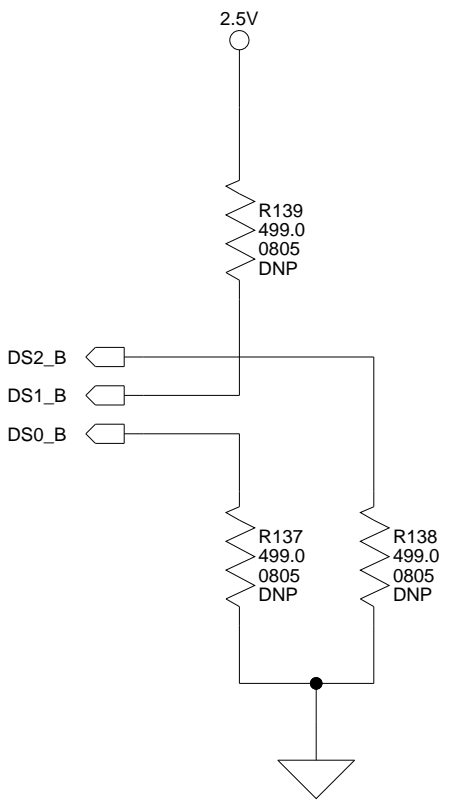 2.5V
R139
499.0
0805
DNP
DS2_B
DS1_B
DS0_B
R137
499.0
0805
DNP
R138
499.0
0805
DNP